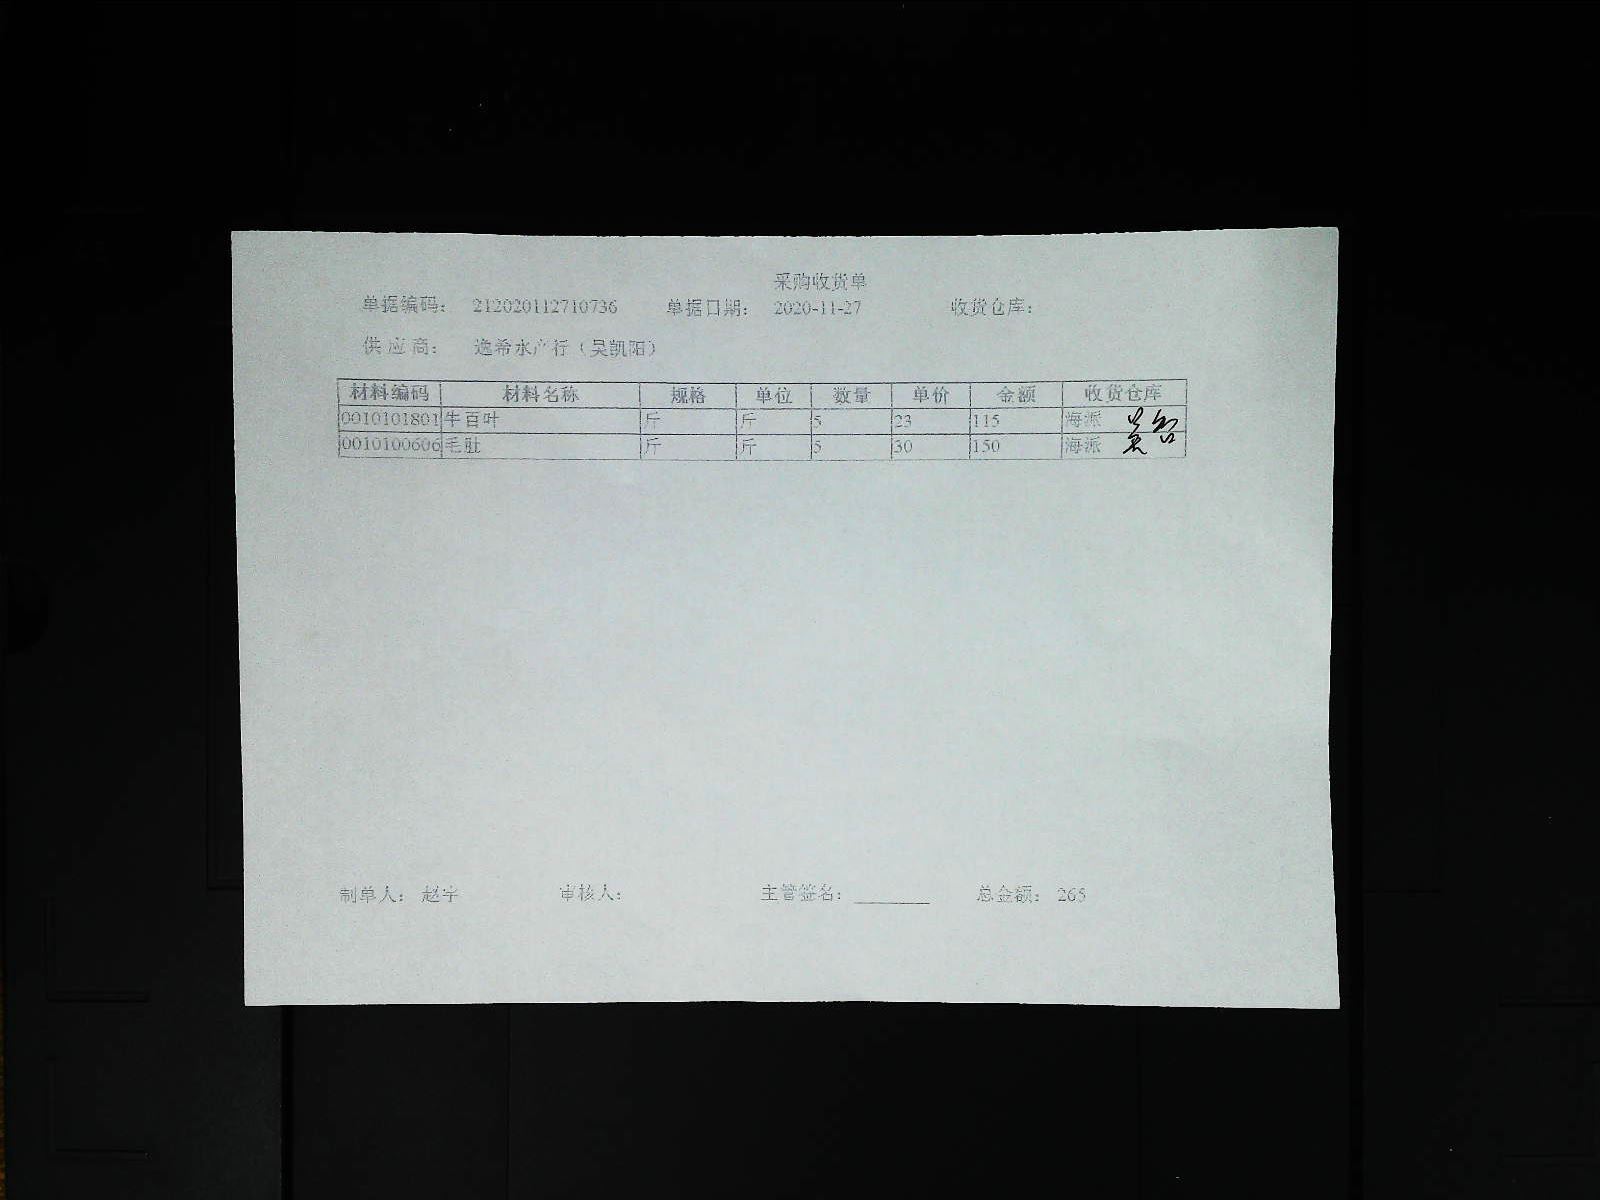 采购收货单
单据编码： 212020112710736 单据日期： 2020-11-27 收货仓库：
供应商： 逸希水产行（吴凯阳）
材料编码 材料名称 规格 单位 数量 单价 金额 收货仓库
0010101801 牛百叶 斤 斤 5 23 115 海派
0010100606 毛肚 斤 斤 5 30 150 海派
制单人： 赵宇 审核人： 主管签名： 总金额： 265